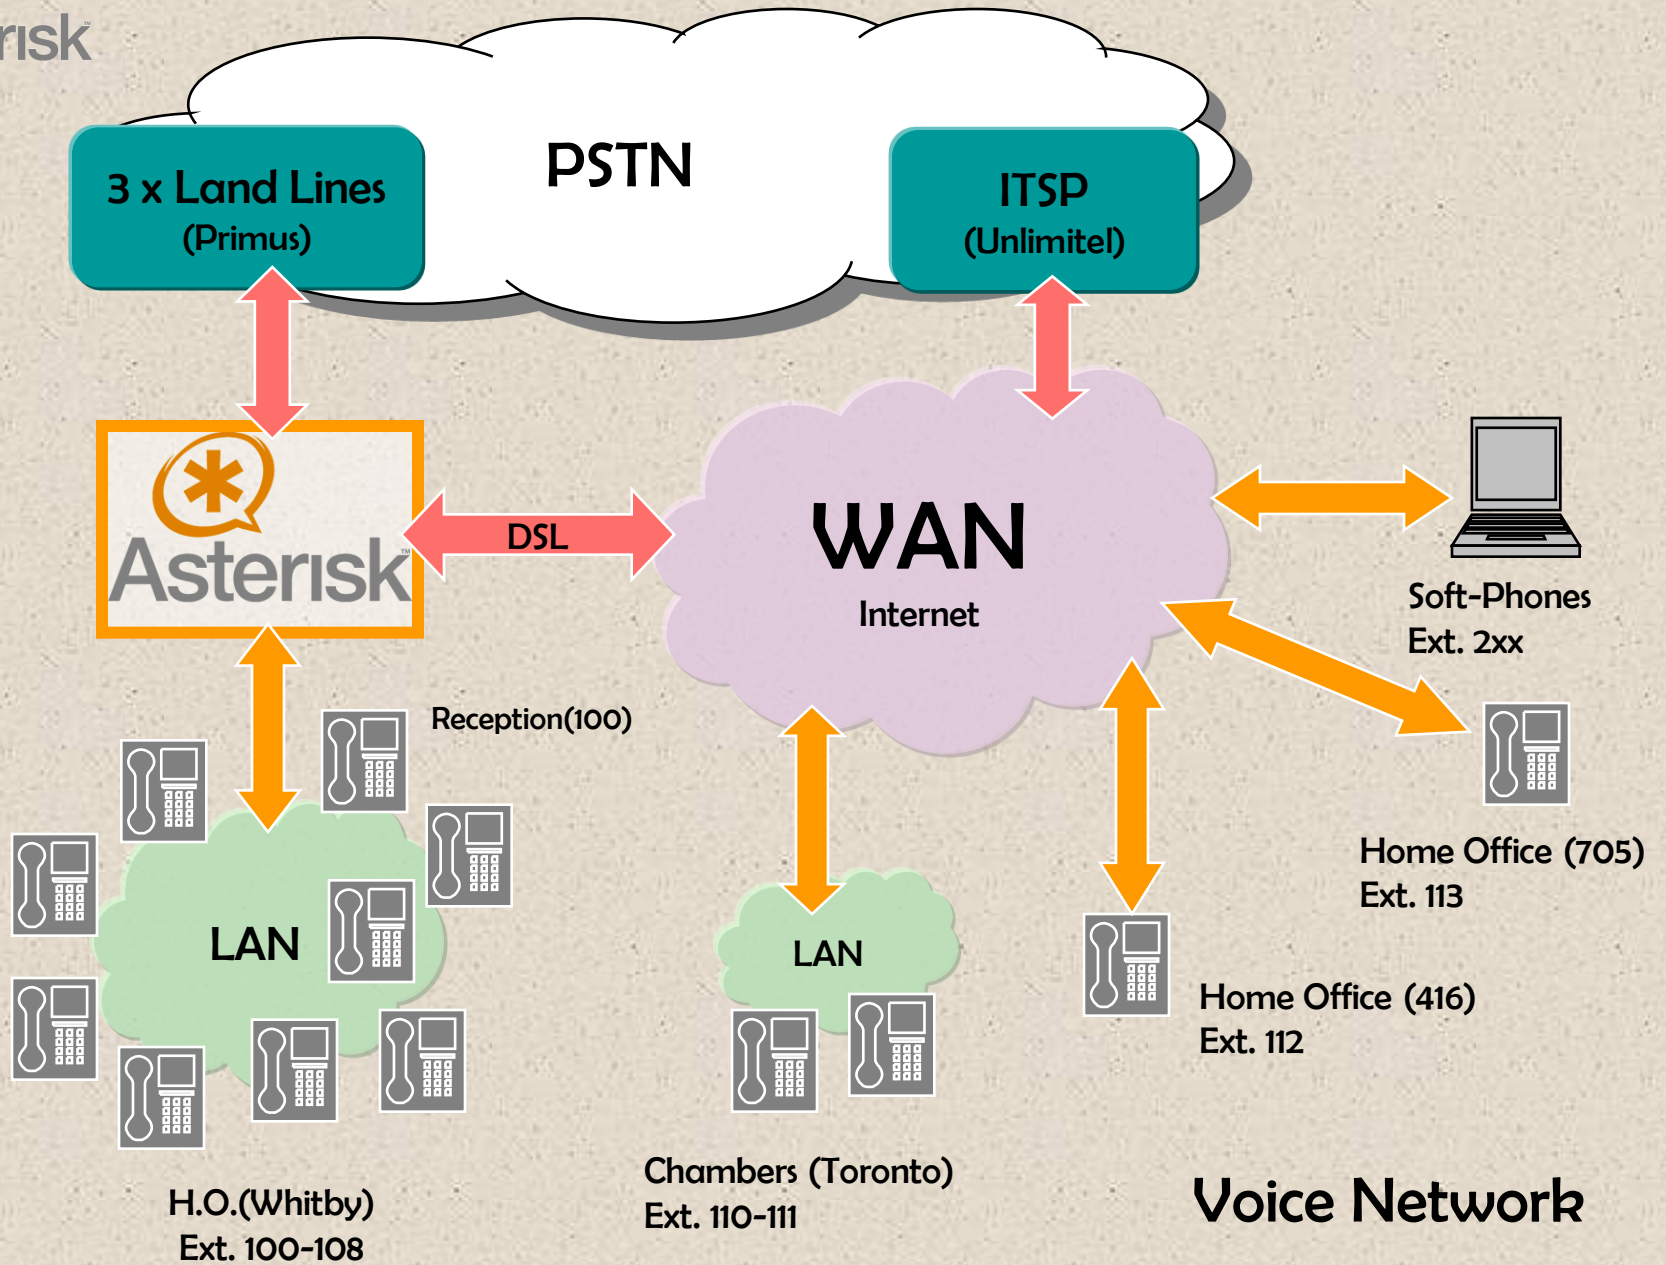 PSTN
3 x Land Lines
(Primus)
ITSP
(Unlimitel)
Asterisk
DSL
WAN
Internet
Soft-Phones
Ext. 2xx
Reception(100)
Home Office (705)
Ext. 113
LAN
LAN
Home Office (416)
Ext. 112
Chambers (Toronto)
Ext. 110-111
H.O.(Whitby)
Ext. 100-108
Voice Network